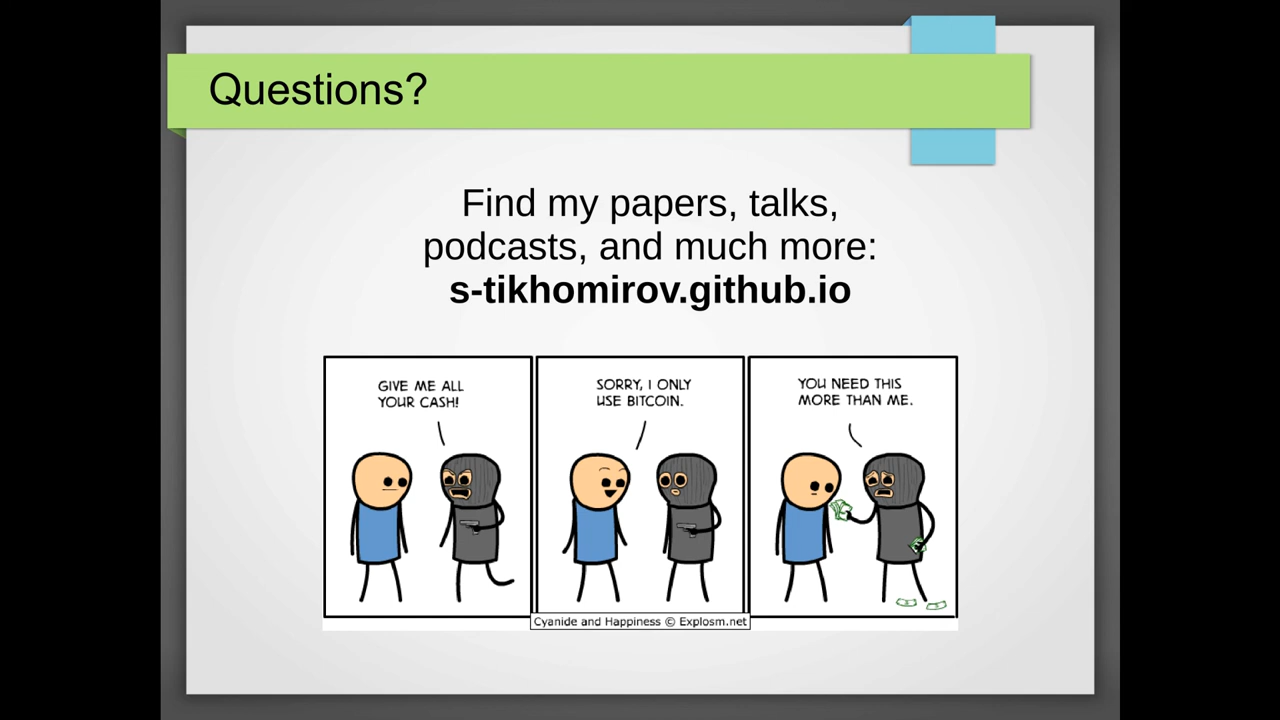 Questions?
Find my papers, talks,
podcasts, and much more:
s-tikhomirov.github.io
GIVE ME ALL
YOUR CASH!
SORRY, I ONLY
USE BITCOIN.
YOU NEED THIS
MORE THAN ME.
Cyanide and Happiness © Explosm.net